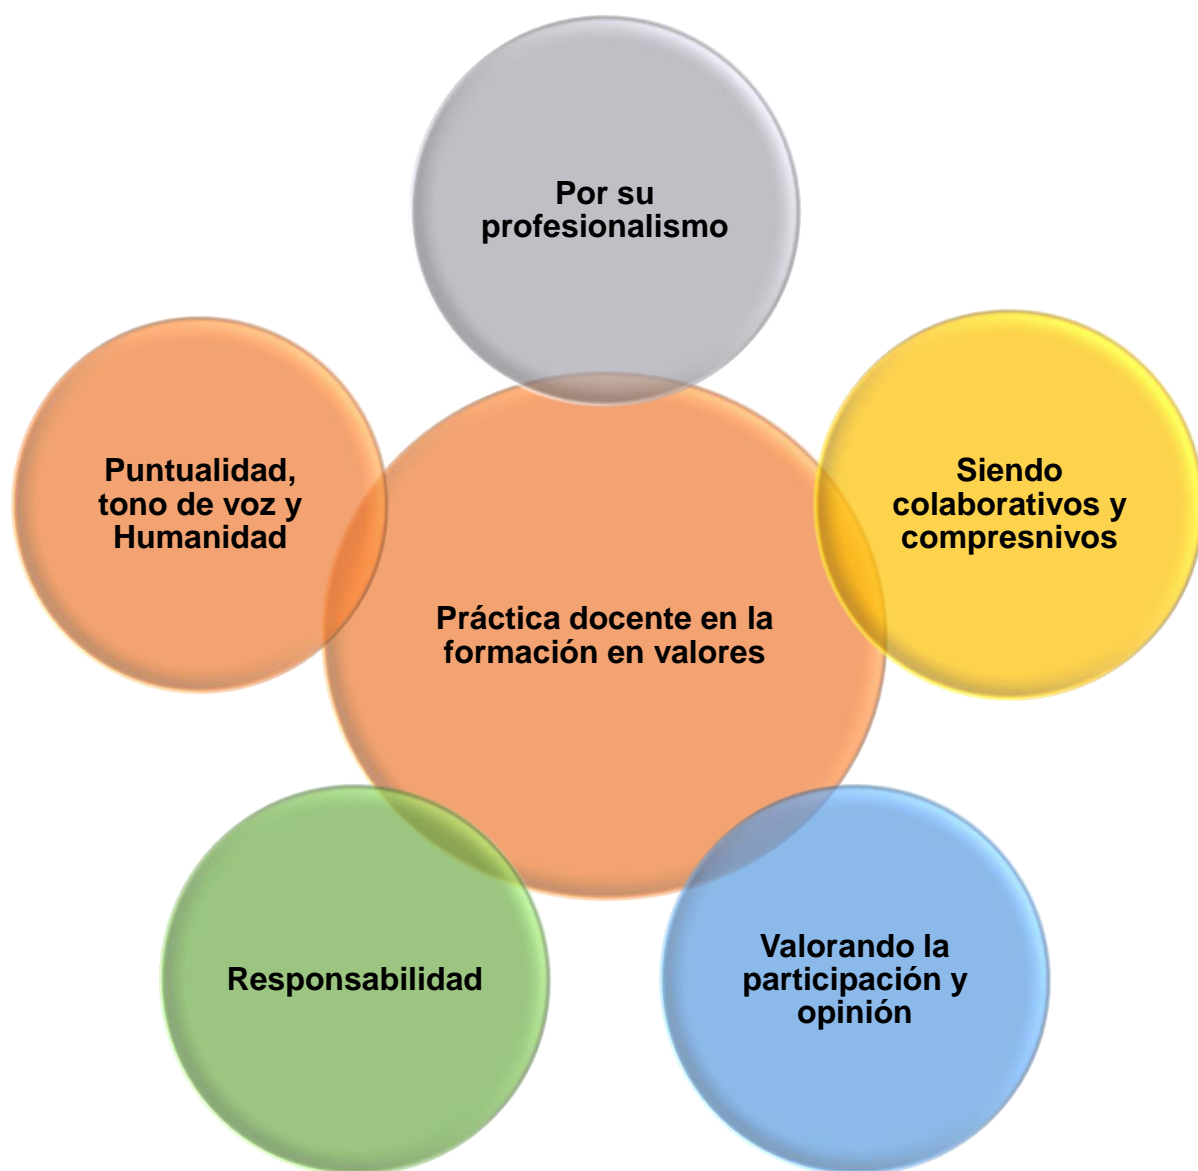 Por su
profesionalismo
Puntualidad,
tono de voz y
Humanidad
Siendo
colaborativos y
compresnivos
Práctica docente en la
formación en valores
Responsabilidad
Valorando la
participación y
opinión